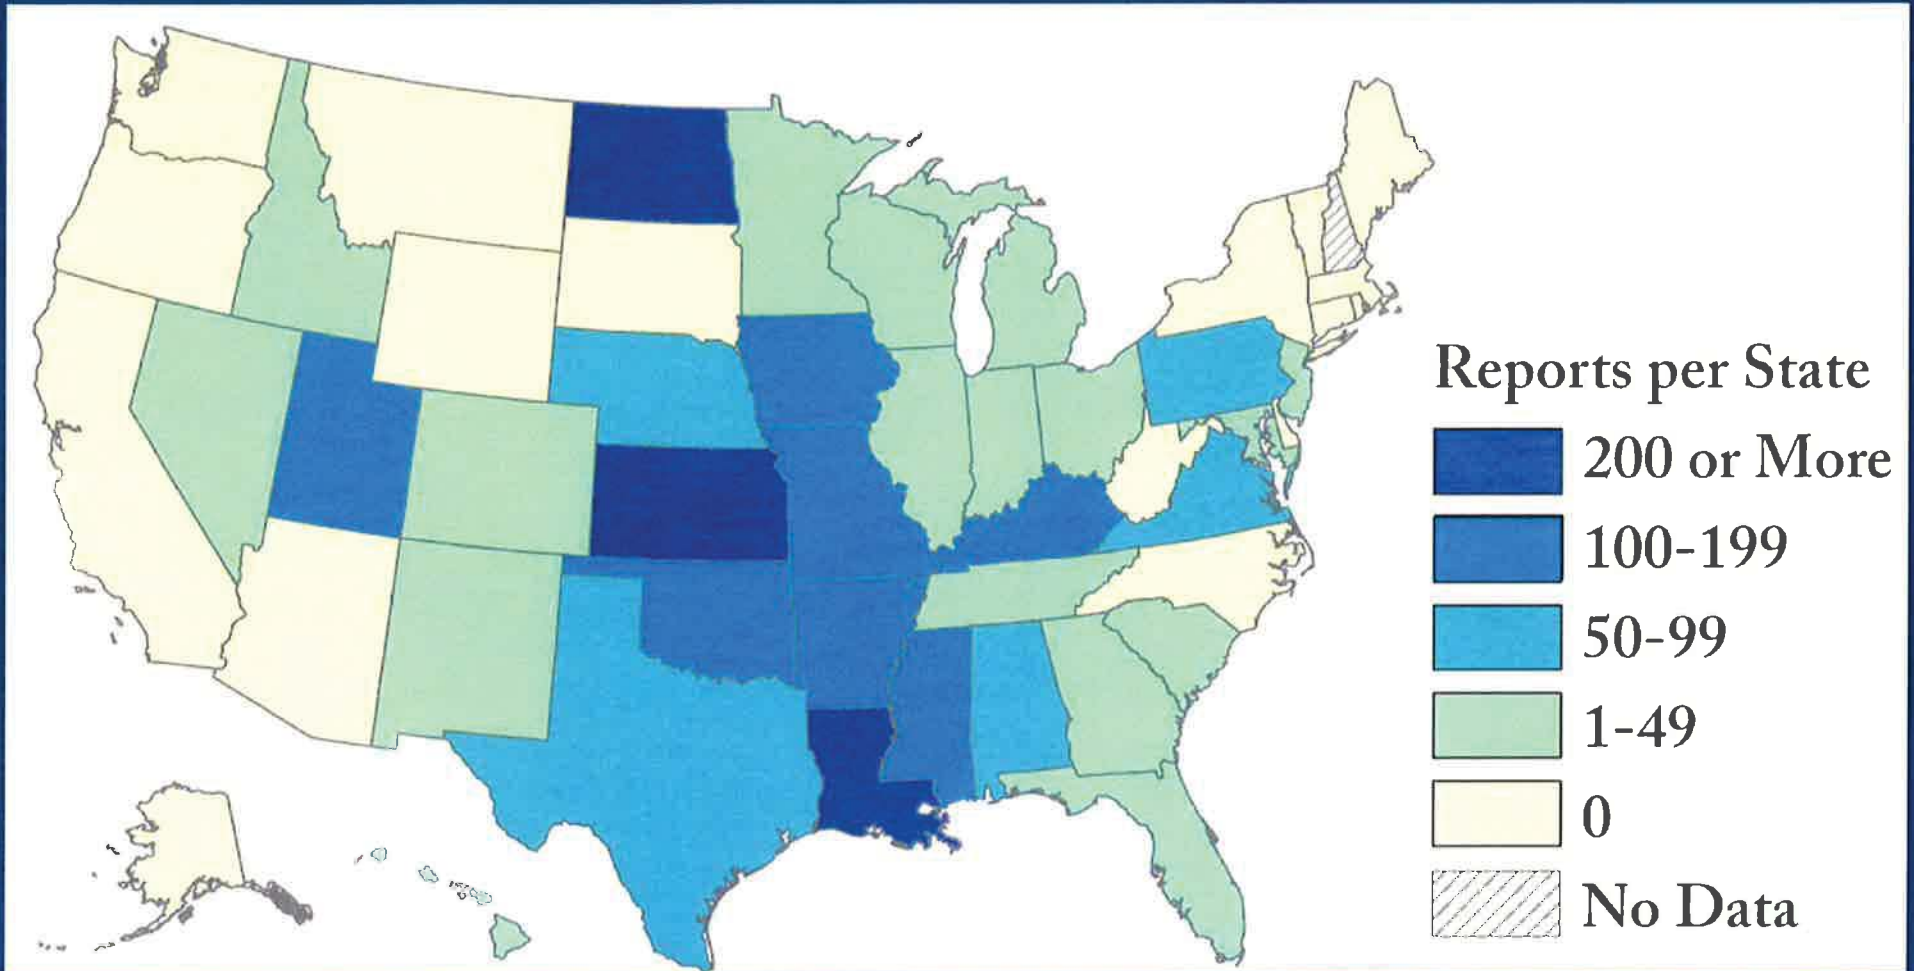 Reports per State
200 or More
100-199
50-99
1-49
0
No Data